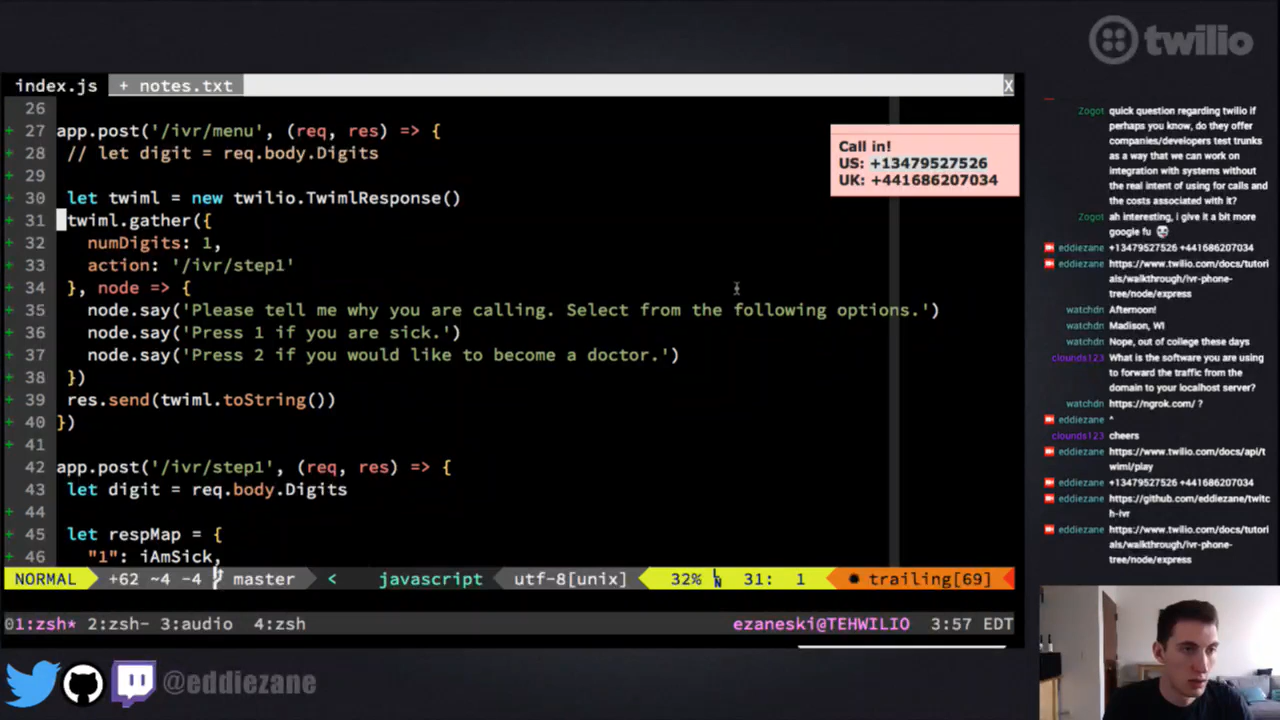 twilio
index.js + notes.txt X
26
+ 27 app.post('/ivr/menu', (req, res) => {
+ 28 // let digit = req.body.Digits
+ 29
+ 30 let twiml = new twilio.TwimlResponse()
+ 31 twiml.gather({
+ 32 numDigits: 1,
+ 33 action: '/ivr/step1'
+ 34 }, node => {
+ 35 node.say('Please tell me why you are calling. Select from the following options.')
+ 36 node.say('Press 1 if you are sick.')
+ 37 node.say('Press 2 if you would like to become a doctor.')
+ 38 })
+ 39 res.send(twiml.toString())
+ 40 })
+ 41
42 app.post('/ivr/step1', (req, res) => {
+ 43 let digit = req.body.Digits
+ 44
+ 45 let respMap = {
+ 46 "1": iAmSick,
NORMAL +62 ~4 -4 master < javascript utf-8[unix] 32% 31: 1 trailing[69]
01:zsh* 2:zsh- 3:audio 4:zsh ezaneski@TEHWILIO 3:57 EDT
Call in!
US: +13479527526
UK: +441686207034
Zogot quick question regarding twilio if
perhaps you know, do they offer
companies/developers test trunks
as a way that we can work on
integration with systems without
the real intent of using for calls and
the costs associated with it?
Zogot ah interesting, i give it a bit more
google fu
eddiezane +13479527526 +441686207034
eddiezane https://www.twilio.com/docs/tutori
als/walkthrough/ivr-phone-
tree/node/express
watchdn Afternoon!
watchdn Madison, WI
watchdn Nope, out of college these days
clounds123 What is the software you are using
to forward the traffic from the
domain to your localhost server?
watchdn https://ngrok.com/ ?
eddiezane ^
clounds123 cheers
eddiezane https://www.twilio.com/docs/api/t
wiml/play
eddiezane +13479527526 +441686207034
eddiezane https://github.com/eddiezane/twitc
h-ivr
eddiezane https://www.twilio.com/docs/tutori
als/walkthrough/ivr-phone-
tree/node/express
@eddiezane